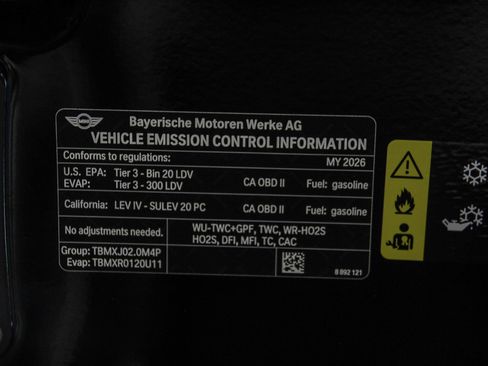 MINI
Bayerische Motoren Werke AG
VEHICLE EMISSION CONTROL INFORMATION
Conforms to regulations: MY 2026
U.S. EPA: Tier 3 - Bin 20 LDV
EVAP: Tier 3 - 300 LDV CA OBD II Fuel: gasoline
California: LEV IV - SULEV 20 PC CA OBD II Fuel: gasoline
No adjustments needed. WU-TWC+GPF, TWC, WR-HO2S
HO2S, DFI, MFI, TC, CAC
Group: TBMXJ02.0M4P
Evap: TBMXR0120U11
8 892 121